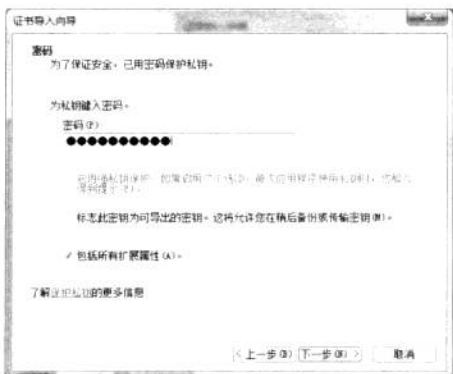 证书导入向导
密码
为了保证安全，已用密码保护私钥。
为私钥键入密码。
密码(P)
●●●●●●●●●●
标志此密钥为可导出的密钥。这将允许您在稍后备份或传输密钥(M)。
✓ 包括所有扩展属性(A)。
了解保护私钥的更多信息
<上一步(B) 下一步(N) > 取消